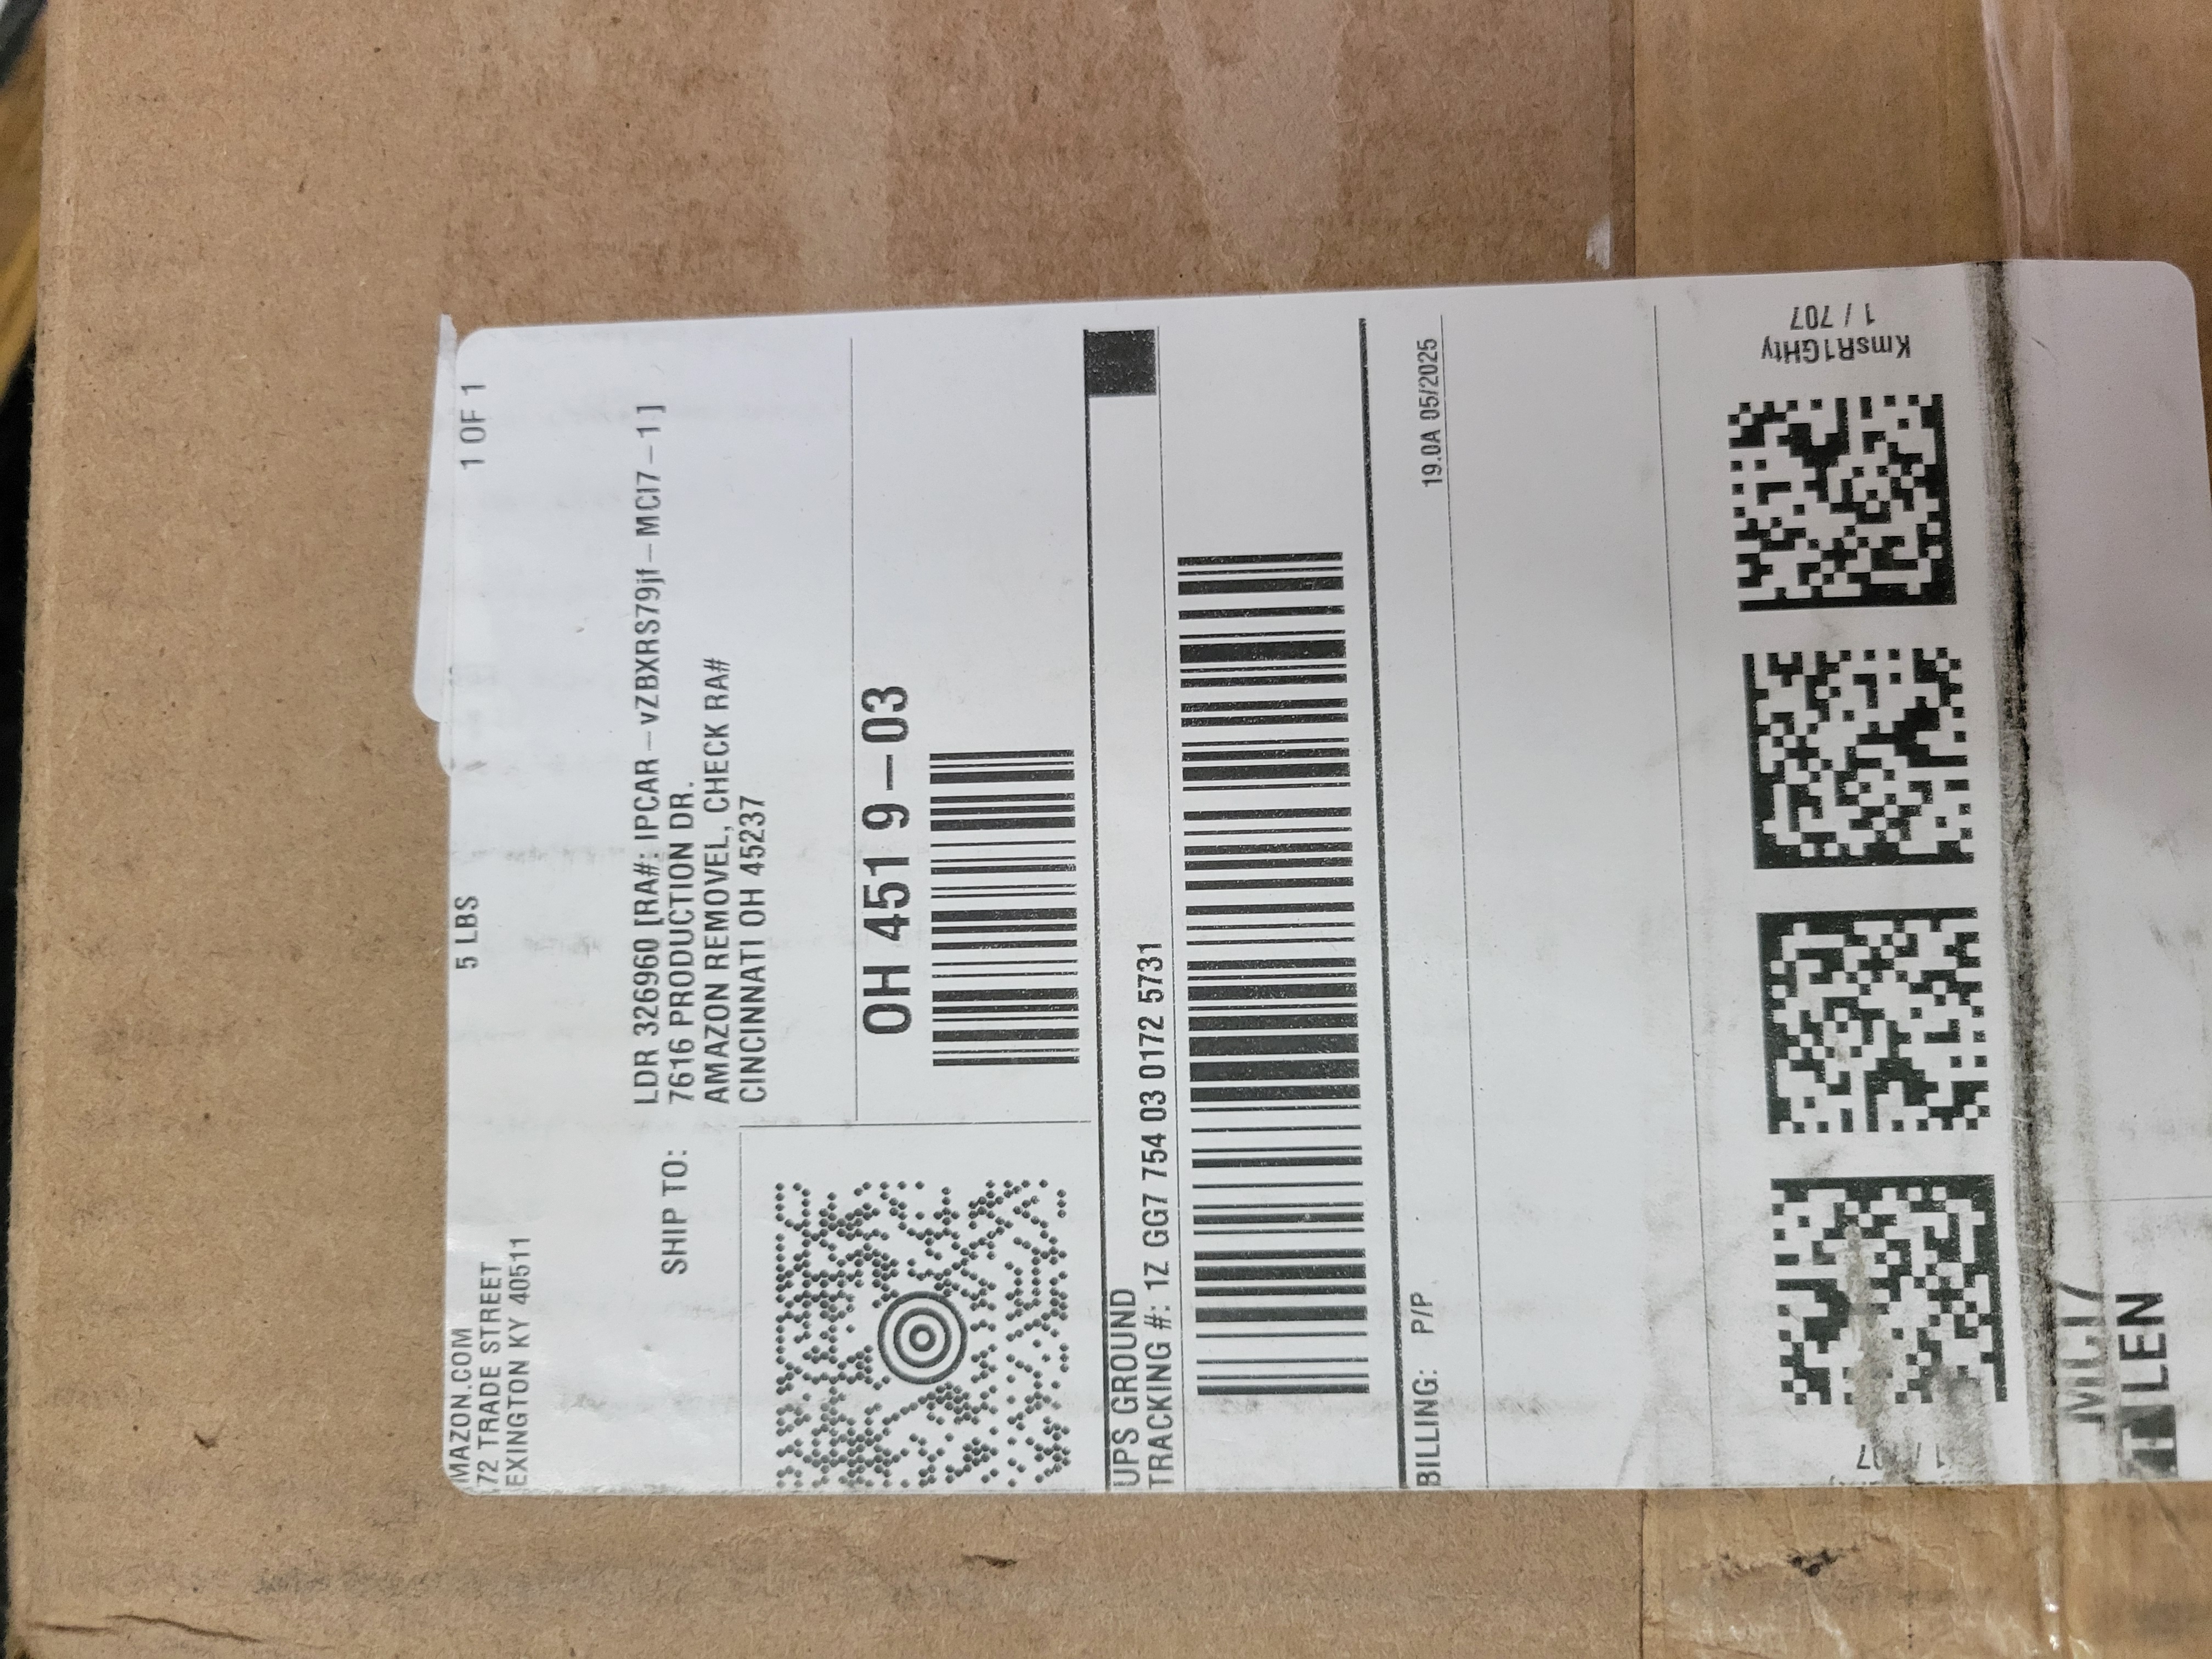 MAZON.COM
72 TRADE STREET
EXINGTON KY 40511
5 LBS
1 OF 1
SHIP TO:
LDR 326960 [RA#: IPCAR-vZBXRS79jf-MCI7-1]
7616 PRODUCTION DR.
AMAZON REMOVEL, CHECK RA#
CINCINNATI OH 45237
OH 451 9-03
UPS GROUND
TRACKING #: 1Z GG7 754 03 0172 5731
BILLING: P/P
19.0A 05/2025
KmsR1GHty
1 / 707
MCI7
LEN